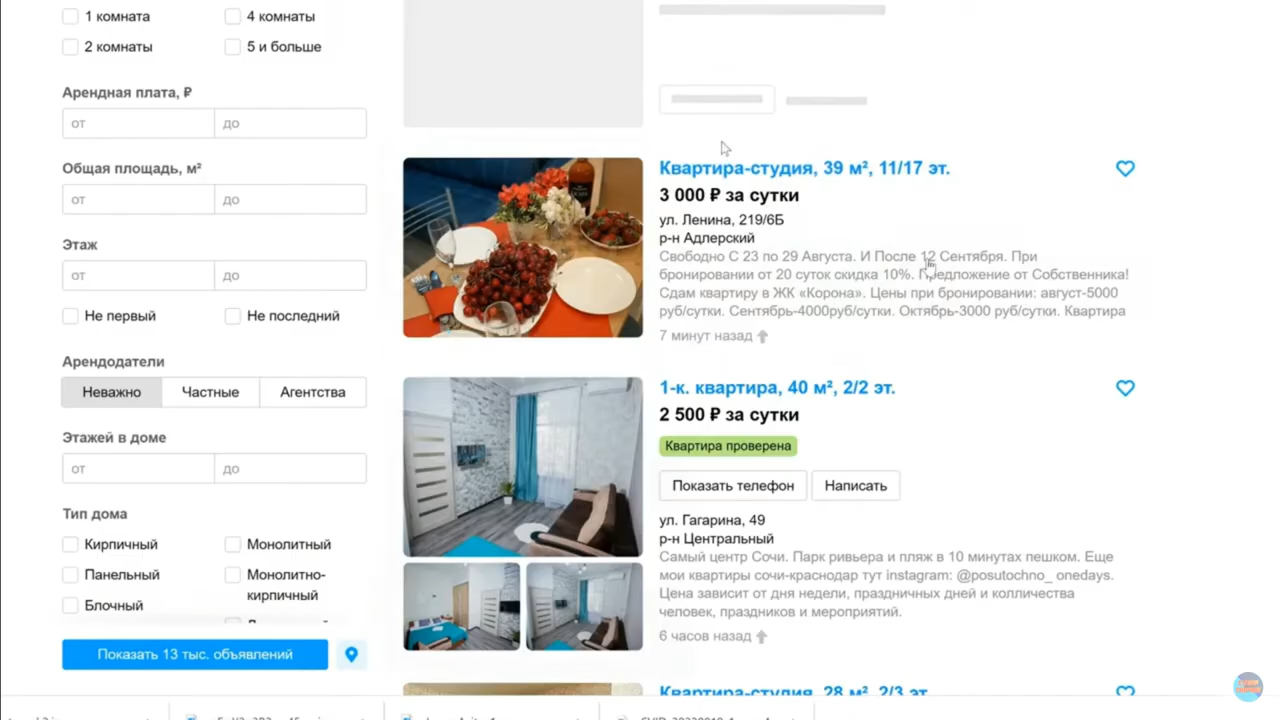 1 комната
4 комнаты
2 комнаты
5 и больше
Арендная плата, ₽
от
до
Общая площадь, м²
от
до
Этаж
от
до
Не первый
Не последний
Арендодатели
Неважно
Частные
Агентства
Этажей в доме
от
до
Тип дома
Кирпичный
Монолитный
Панельный
Монолитно-
кирпичный
Блочный
Показать 13 тыс. объявлений
Квартира-студия, 39 м², 11/17 эт.
3 000 ₽ за сутки
ул. Ленина, 219/6Б
р-н Адлерский
Свободно С 23 по 29 Августа. И После 12 Сентября. При
бронировании от 20 суток скидка 10%. Предложение от Собственника!
Сдам квартиру в ЖК «Корона». Цены при бронировании: август-5000
руб/сутки. Сентябрь-4000руб/сутки. Октябрь-3000 руб/сутки. Квартира
7 минут назад
1-к. квартира, 40 м², 2/2 эт.
2 500 ₽ за сутки
Квартира проверена
Показать телефон
Написать
ул. Гагарина, 49
р-н Центральный
Самый центр Сочи. Парк ривьера и пляж в 10 минутах пешком. Еще
мои квартиры сочи-краснодар тут instagram: @posutochno_ onedays.
Цена зависит от дня недели, праздничных дней и колличества
человек, праздников и мероприятий.
6 часов назад
Квартира-студия, 28 м², 2/3 эт.